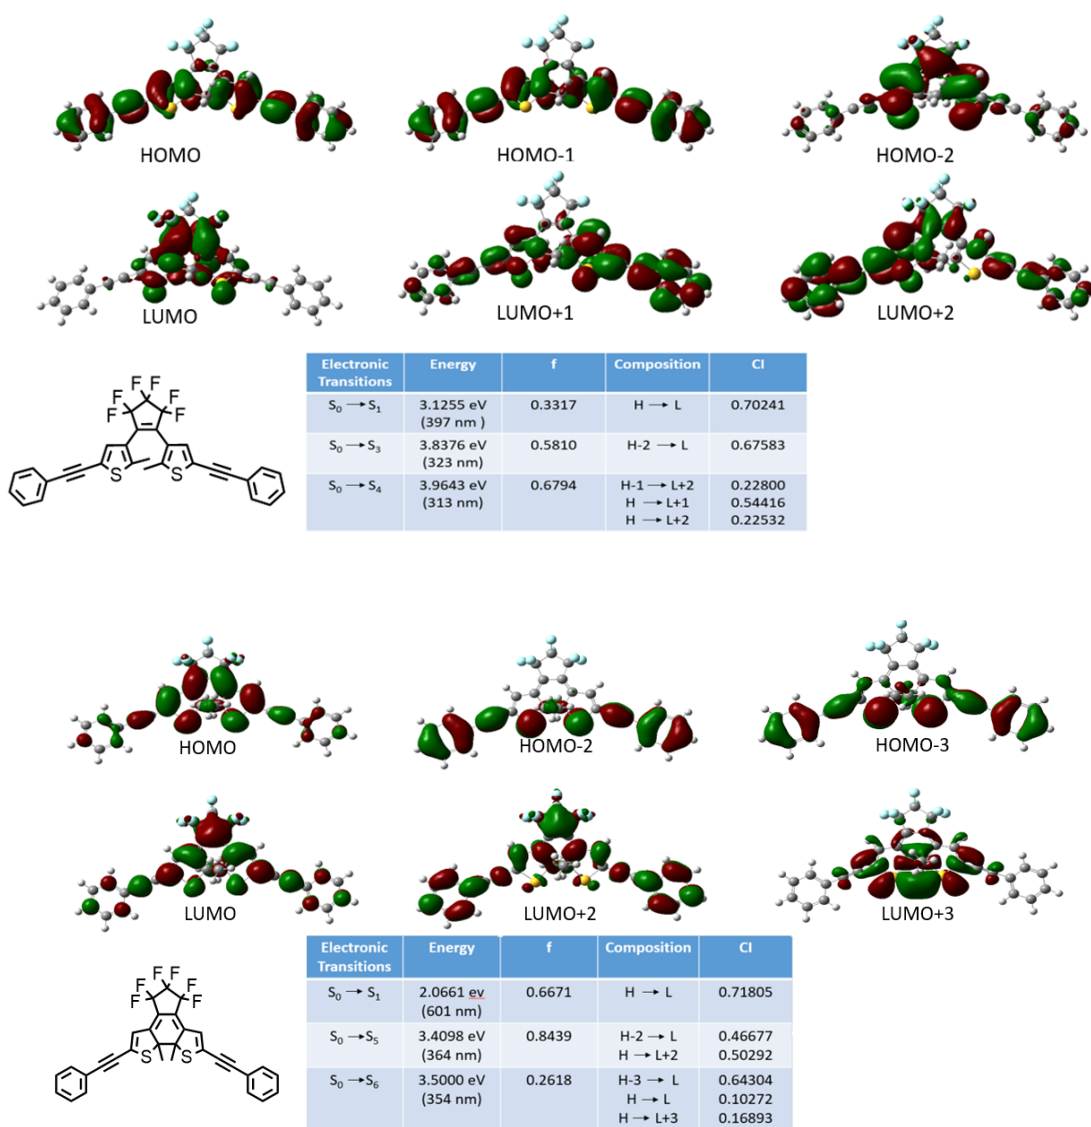 HOMO
HOMO-1
HOMO-2
LUMO
LUMO+1
LUMO+2
Electronic Transitions Energy f Composition CI
S0 → S1 3.1255 eV (397 nm ) 0.3317 H → L 0.70241
S0 → S3 3.8376 eV (323 nm) 0.5810 H-2 → L 0.67583
S0 → S4 3.9643 eV (313 nm) 0.6794 H-1 → L+2 0.22800
H → L+1 0.54416
H → L+2 0.22532
F F F F
F F
S S
HOMO
HOMO-2
HOMO-3
LUMO
LUMO+2
LUMO+3
Electronic Transitions Energy f Composition CI
S0 → S1 2.0661 ev (601 nm) 0.6671 H → L 0.71805
S0 → S5 3.4098 eV (364 nm) 0.8439 H-2 → L 0.46677
H → L+2 0.50292
S0 → S6 3.5000 eV (354 nm) 0.2618 H-3 → L 0.64304
H → L 0.10272
H → L+3 0.16893
F F F F
F F
S S